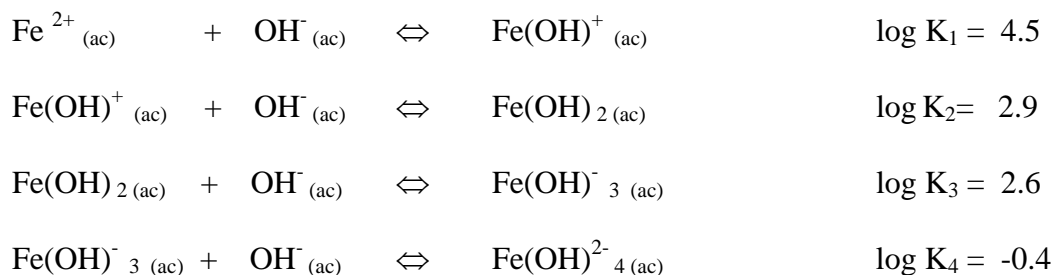 Fe ²⁺ (ac) + OH⁻ (ac) ⇔ Fe(OH)⁺ (ac) log K₁ = 4.5
Fe(OH)⁺ (ac) + OH⁻ (ac) ⇔ Fe(OH) ₂ (ac) log K₂= 2.9
Fe(OH) ₂ (ac) + OH⁻ (ac) ⇔ Fe(OH)⁻ ₃ (ac) log K₃ = 2.6
Fe(OH)⁻ ₃ (ac) + OH⁻ (ac) ⇔ Fe(OH)²⁻ ₄ (ac) log K₄ = -0.4